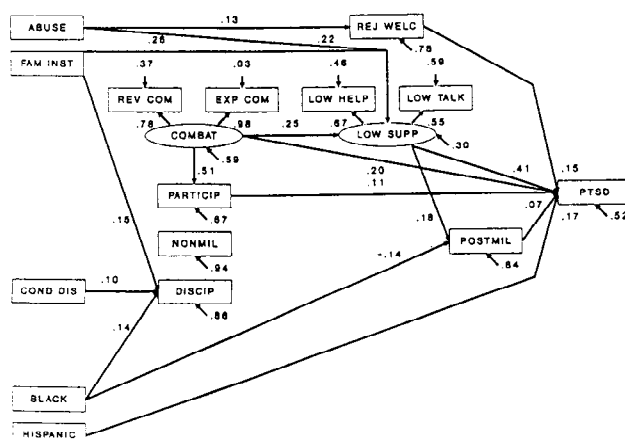 ABUSE
.13
REJ WELC
.78
.26
.22
FAM INST
.37
.03
.46
.59
REV COM
EXP COM
LOW HELP
LOW TALK
.78
.98
.67
.55
COMBAT
.25
LOW SUPP
.59
.30
.51
.20
.41
.15
PARTICIP
.11
PTSD
.67
.07
.17
.52
.15
NONMIL
.18
POSTMIL
.94
-.14
.84
COND DIS
.10
DISCIP
.14
.86
BLACK
HISPANIC